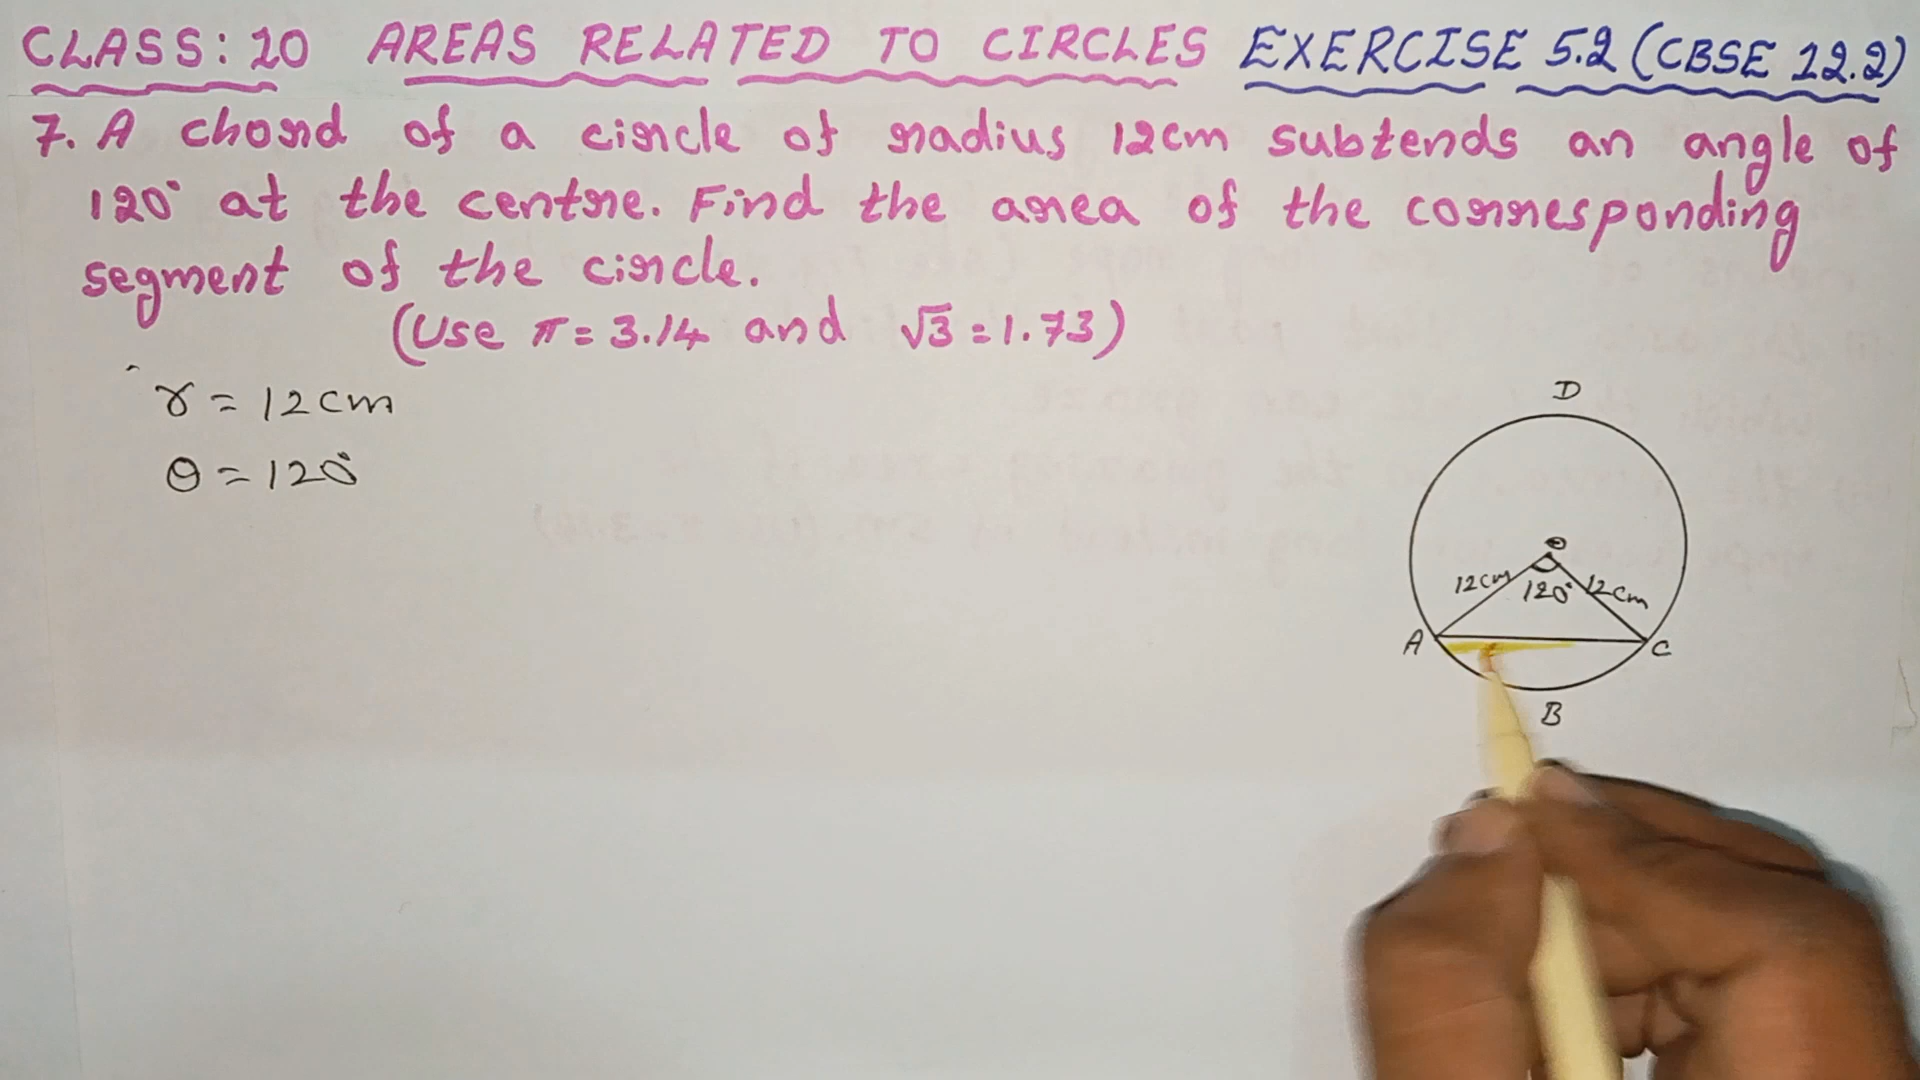 CLASS: 10 AREAS RELATED TO CIRCLES EXERCISE 5.2 (CBSE 12.2)
7. A chord of a circle of radius 12cm subtends an angle of
120° at the centre. Find the area of the corresponding
segment of the circle.
(Use π = 3.14 and √3 = 1.73)
r = 12cm
θ = 120°
D
O
12cm 120° 12cm
A C
B